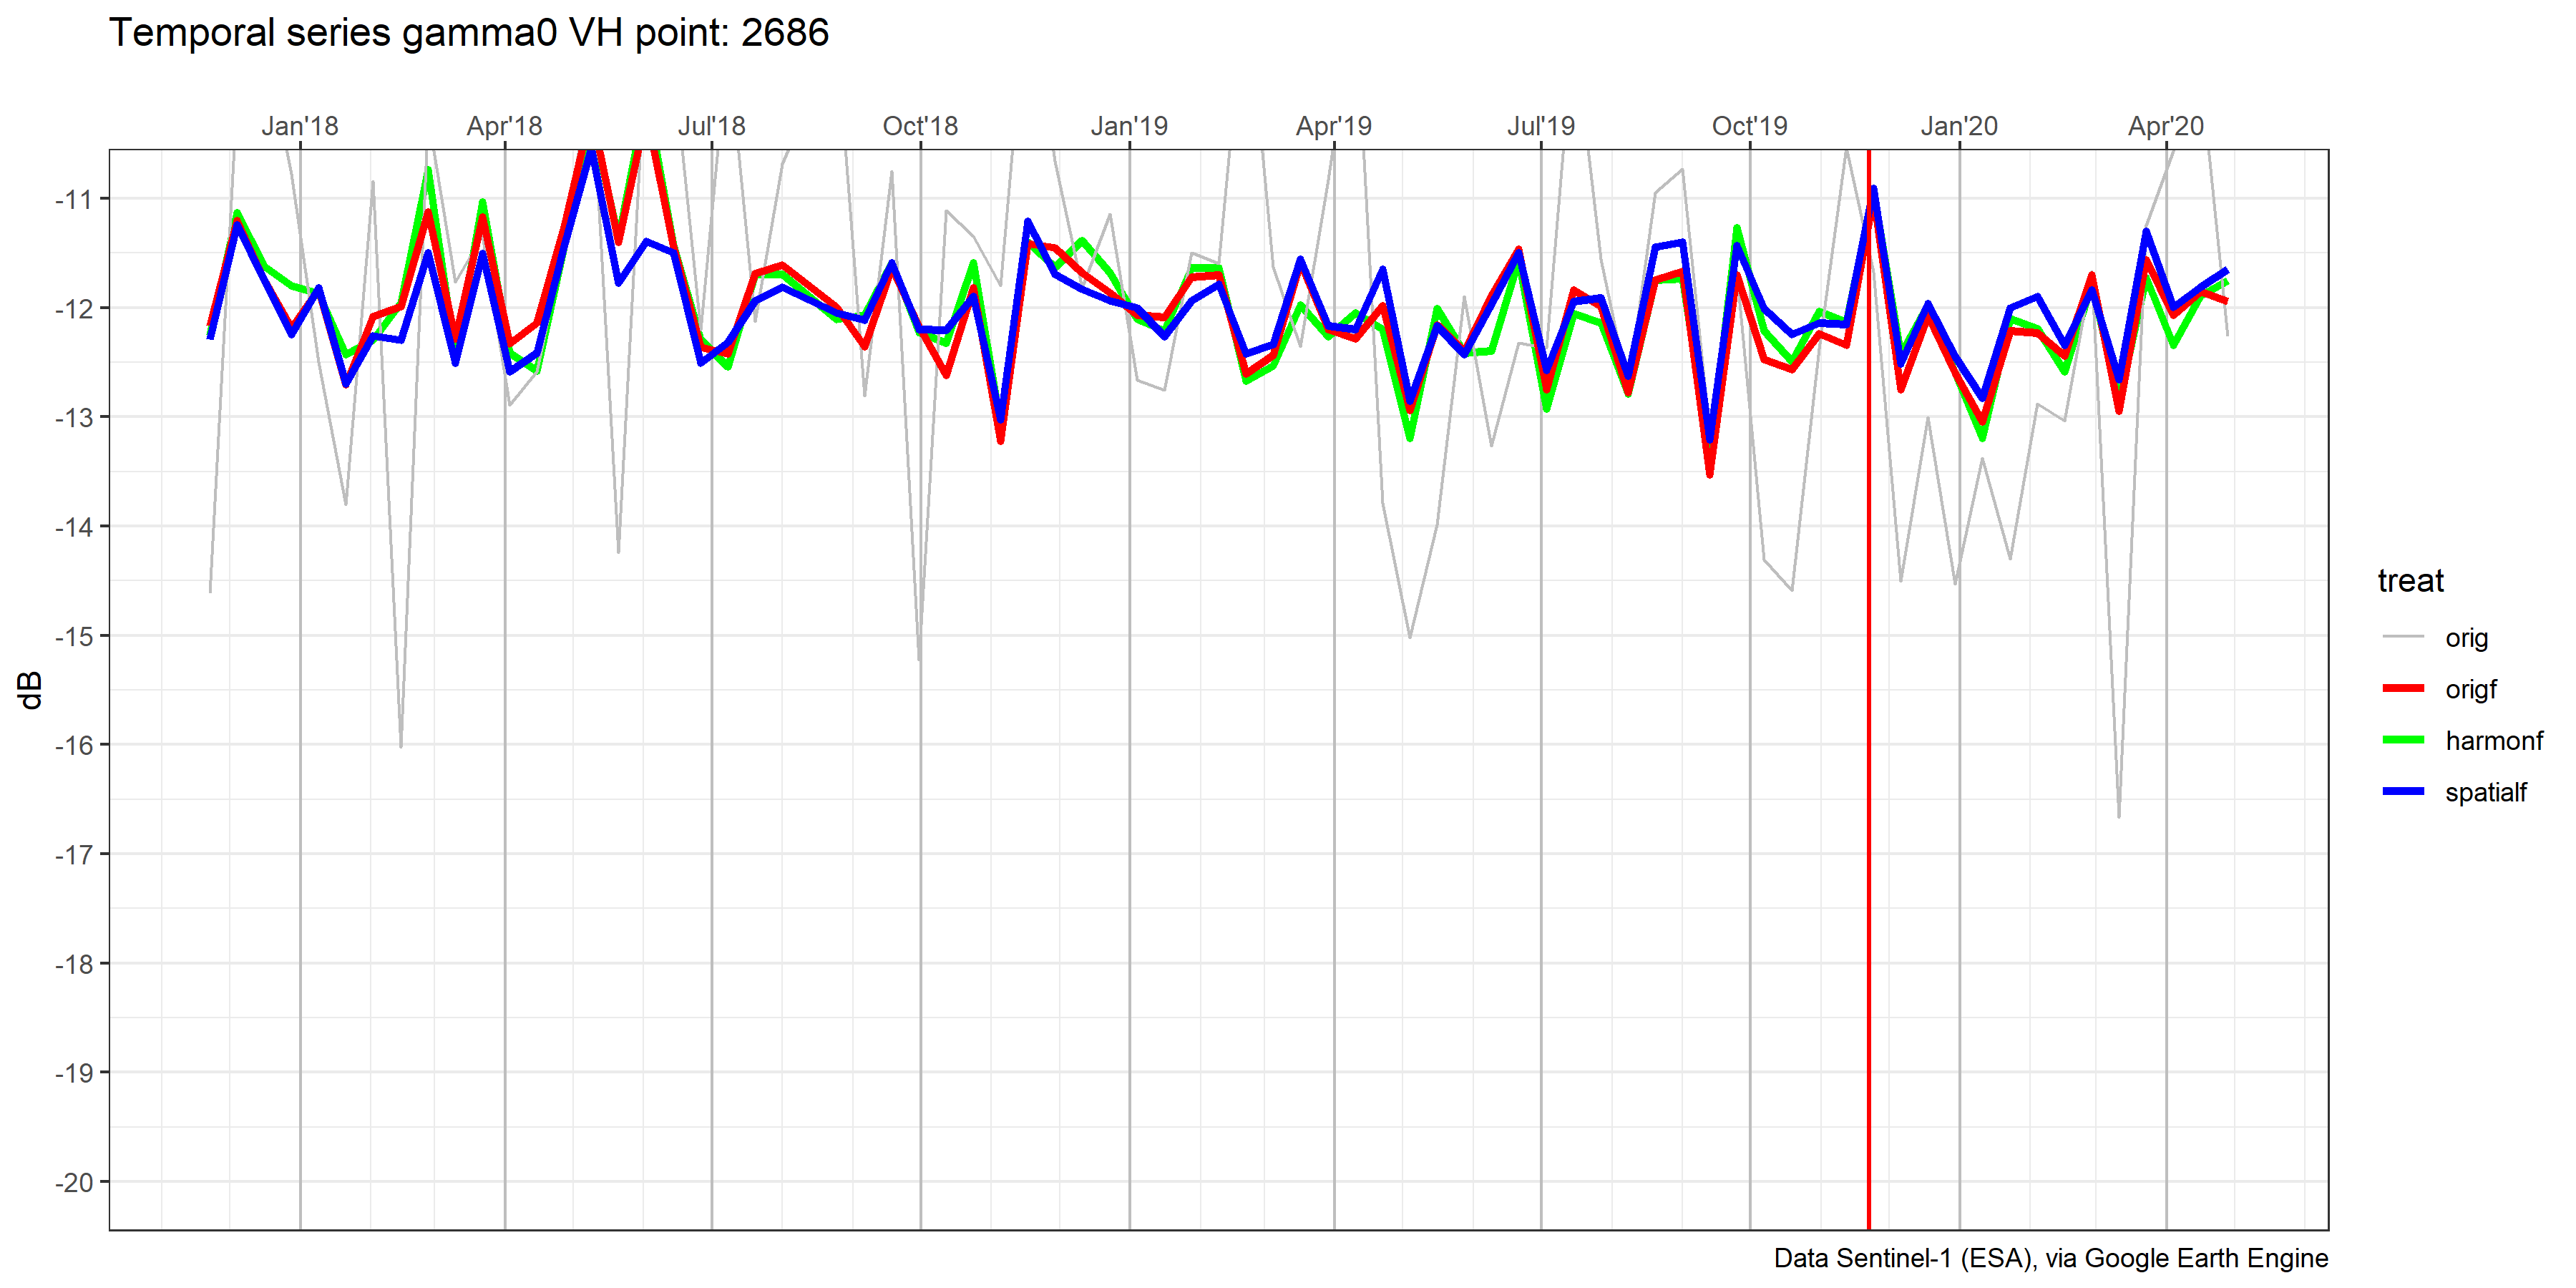 Temporal series gamma0 VH point: 2686
Jan'18 Apr'18 Jul'18 Oct'18 Jan'19 Apr'19 Jul'19 Oct'19 Jan'20 Apr'20
-11
-12
-13
-14
-15
-16
-17
-18
-19
-20
dB
treat
orig
origf
harmonf
spatialf
Data Sentinel-1 (ESA), via Google Earth Engine